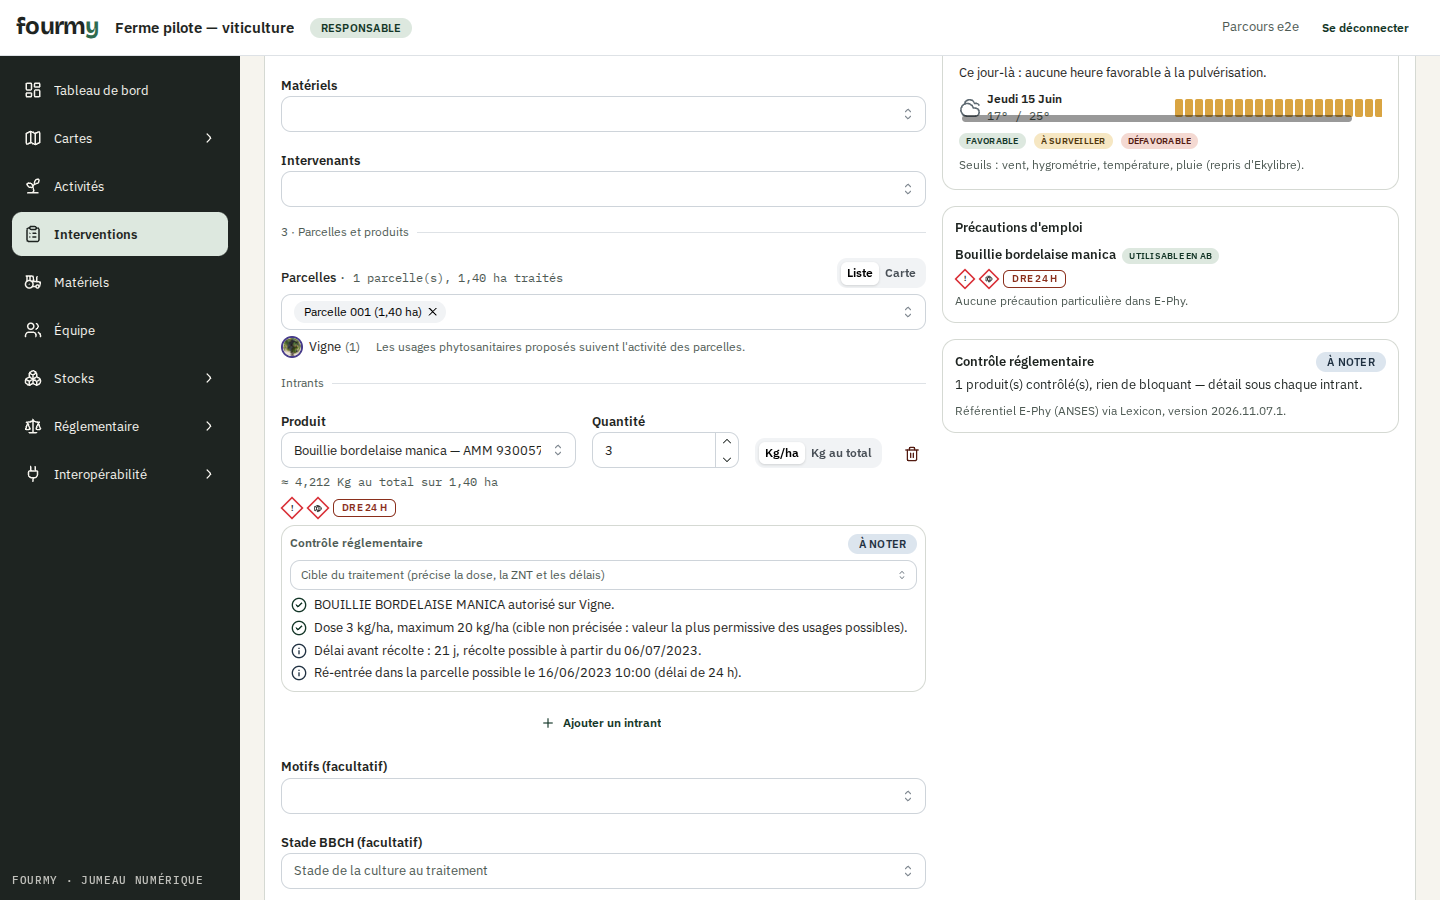 fourmy
Ferme pilote — viticulture
RESPONSABLE
Parcours e2e
Se déconnecter
Tableau de bord
Cartes
Activités
Interventions
Matériels
Équipe
Stocks
Réglementaire
Interopérabilité
FOURMY · JUMEAU NUMÉRIQUE
Matériels
Intervenants
3 · Parcelles et produits
Parcelles · 1 parcelle(s), 1,40 ha traités
Liste
Carte
Parcelle 001 (1,40 ha)
Vigne (1)
Les usages phytosanitaires proposés suivent l'activité des parcelles.
Intrants
Produit
Quantité
Bouillie bordelaise manica — AMM 930057
3
Kg/ha
Kg au total
≈ 4,212 Kg au total sur 1,40 ha
DRE 24 H
Contrôle réglementaire
À NOTER
Cible du traitement (précise la dose, la ZNT et les délais)
BOUILLIE BORDELAISE MANICA autorisé sur Vigne.
Dose 3 kg/ha, maximum 20 kg/ha (cible non précisée : valeur la plus permissive des usages possibles).
Délai avant récolte : 21 j, récolte possible à partir du 06/07/2023.
Ré-entrée dans la parcelle possible le 16/06/2023 10:00 (délai de 24 h).
Ajouter un intrant
Motifs (facultatif)
Stade BBCH (facultatif)
Stade de la culture au traitement
Ce jour-là : aucune heure favorable à la pulvérisation.
Jeudi 15 Juin
17° / 25°
FAVORABLE
À SURVEILLER
DÉFAVORABLE
Seuils : vent, hygrométrie, température, pluie (repris d'Ekylibre).
Précautions d'emploi
Bouillie bordelaise manica
UTILISABLE EN AB
DRE 24 H
Aucune précaution particulière dans E-Phy.
Contrôle réglementaire
À NOTER
1 produit(s) contrôlé(s), rien de bloquant — détail sous chaque intrant.
Référentiel E-Phy (ANSES) via Lexicon, version 2026.11.07.1.